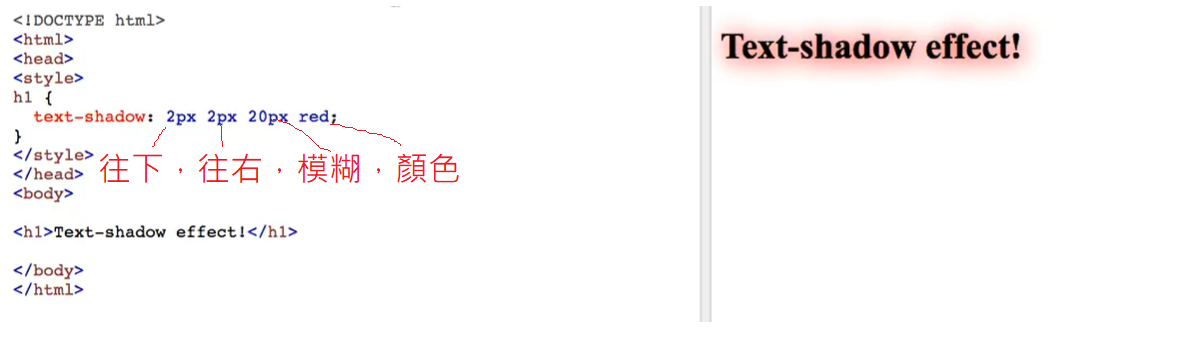 <!DOCTYPE html>
<html>
<head>
<style>
h1 {
  text-shadow: 2px 2px 20px red;
}
</style>
往下，往右，模糊，顏色
</head>
<body>
<h1>Text-shadow effect!</h1>
</body>
</html>
Text-shadow effect!